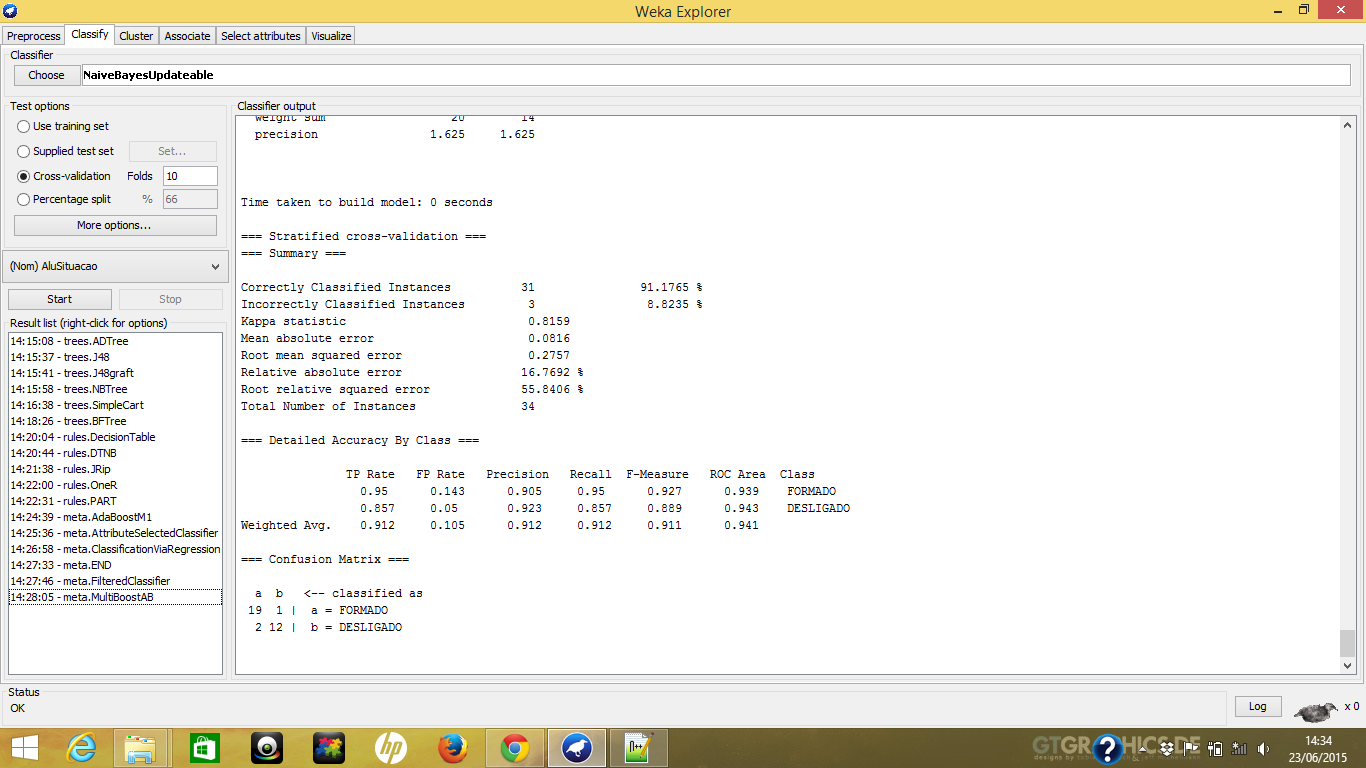 Weka Explorer
Preprocess Classify Cluster Associate Select attributes Visualize
Classifier
Choose NaiveBayesUpdateable
Test options
Use training set
Supplied test set Set...
Cross-validation Folds 10
Percentage split % 66
More options...
(Nom) AluSituacao
Start Stop
Result list (right-click for options)
14:15:08 - trees.ADTree
14:15:37 - trees.J48
14:15:41 - trees.J48graft
14:15:58 - trees.NBTree
14:16:38 - trees.SimpleCart
14:18:26 - trees.BFTree
14:20:04 - rules.DecisionTable
14:20:44 - rules.DTNB
14:21:38 - rules.JRip
14:22:00 - rules.OneR
14:22:31 - rules.PART
14:24:39 - meta.AdaBoostM1
14:25:36 - meta.AttributeSelectedClassifier
14:26:58 - meta.ClassificationViaRegression
14:27:33 - meta.END
14:27:46 - meta.FilteredClassifier
14:28:05 - meta.MultiBoostAB
Classifier output
weight sum 20 14
precision 1.625 1.625
Time taken to build model: 0 seconds
=== Stratified cross-validation ===
=== Summary ===
Correctly Classified Instances 31 91.1765 %
Incorrectly Classified Instances 3 8.8235 %
Kappa statistic 0.8159
Mean absolute error 0.0816
Root mean squared error 0.2757
Relative absolute error 16.7692 %
Root relative squared error 55.8406 %
Total Number of Instances 34
=== Detailed Accuracy By Class ===
TP Rate FP Rate Precision Recall F-Measure ROC Area Class
0.95 0.143 0.905 0.95 0.927 0.939 FORMADO
0.857 0.05 0.923 0.857 0.889 0.943 DESLIGADO
Weighted Avg. 0.912 0.105 0.912 0.912 0.911 0.941
=== Confusion Matrix ===
a b <-- classified as
19 1 | a = FORMADO
2 12 | b = DESLIGADO
Status
OK
Log x 0
hp
GTGR HICS.DE
designs by
14:34
23/06/2015